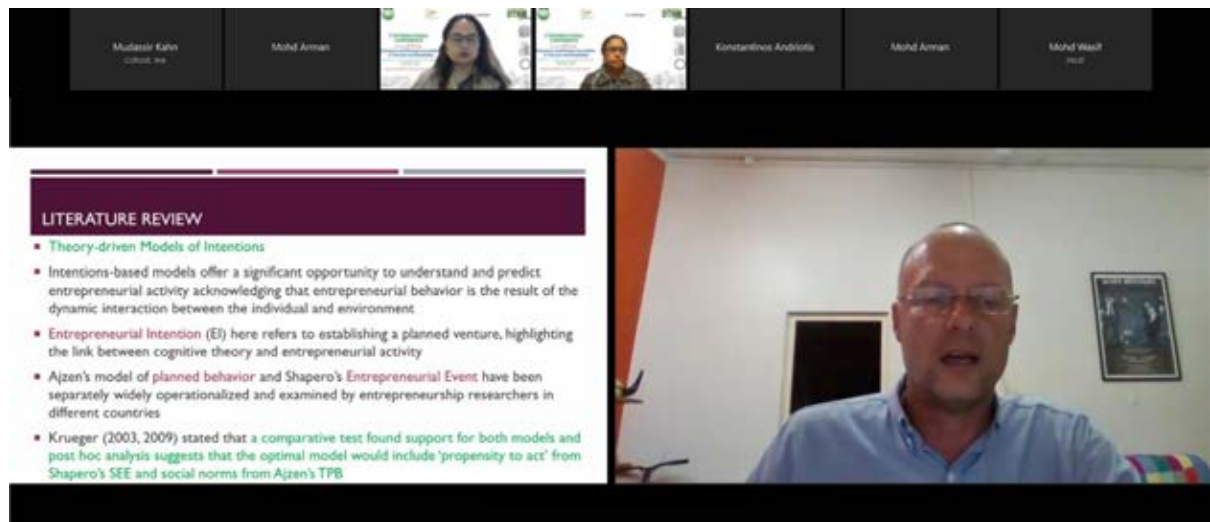 Mudassir Kahn
Mohd Arman
Konstantinos Andriotis
Mohd Arman
Mohd Wasif
LITERATURE REVIEW
Theory-driven Models of Intentions
Intentions-based models offer a significant opportunity to understand and predict
entrepreneurial activity acknowledging that entrepreneurial behavior is the result of the
dynamic interaction between the individual and environment
Entrepreneurial Intention (EI) here refers to establishing a planned venture, highlighting
the link between cognitive theory and entrepreneurial activity
Ajzen's model of planned behavior and Shapero's Entrepreneurial Event have been
separately widely operationalized and examined by entrepreneurship researchers in
different countries
Krueger (2003, 2009) stated that a comparative test found support for both models and
post hoc analysis suggests that the optimal model would include 'propensity to act' from
Shapero's SEE and social norms from Ajzen's TPB